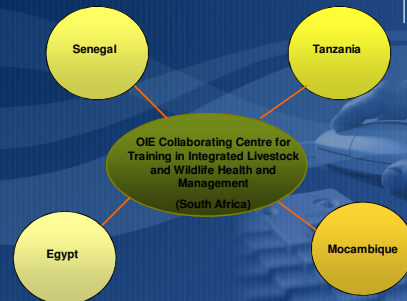 Senegal
Tanzania
OIE Collaborating Centre for
Training in Integrated Livestock
and Wildlife Health and
Management
(South Africa)
Egypt
Mocambique